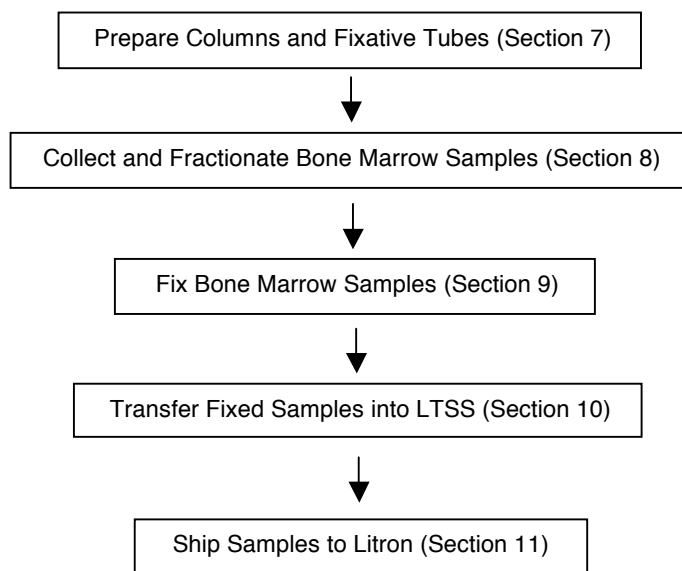 Prepare Columns and Fixative Tubes (Section 7)
Collect and Fractionate Bone Marrow Samples (Section 8)
Fix Bone Marrow Samples (Section 9)
Transfer Fixed Samples into LTSS (Section 10)
Ship Samples to Litron (Section 11)